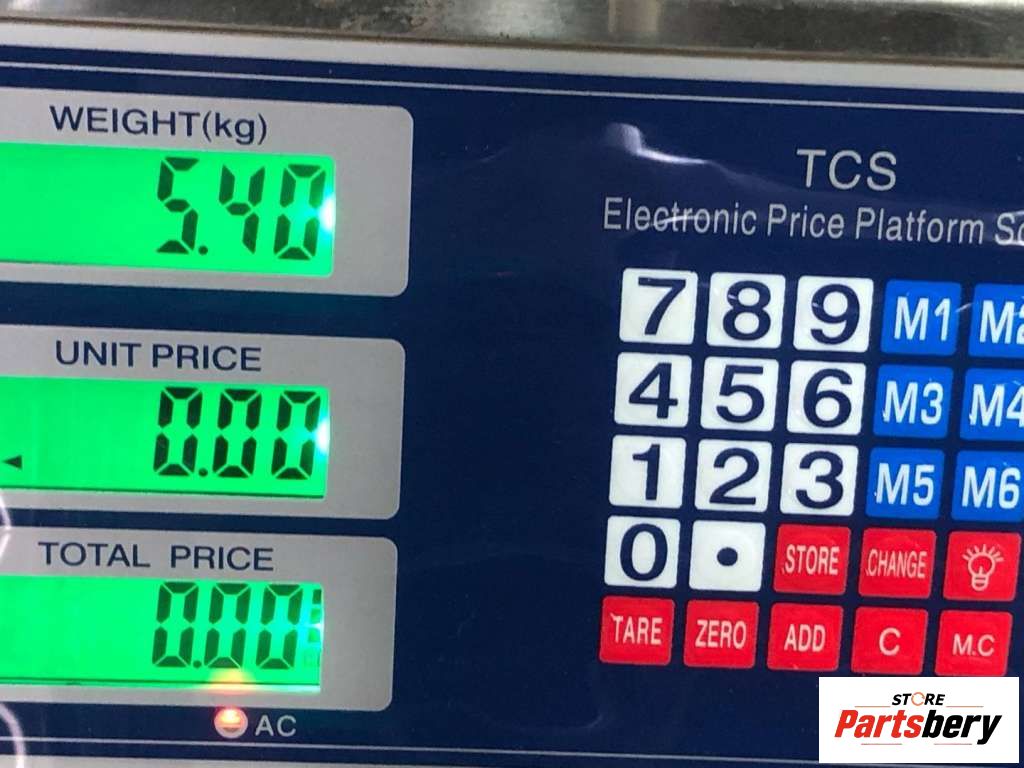 WEIGHT(kg)
5.40
UNIT PRICE
0.00
TOTAL PRICE
0.00
AC
TCS
Electronic Price Platform
7 8 9 M1
4 5 6 M3 M4
1 2 3 M5 M6
0 . STORE CHANGE
TARE ZERO ADD C M.C
STORE
Partsbery